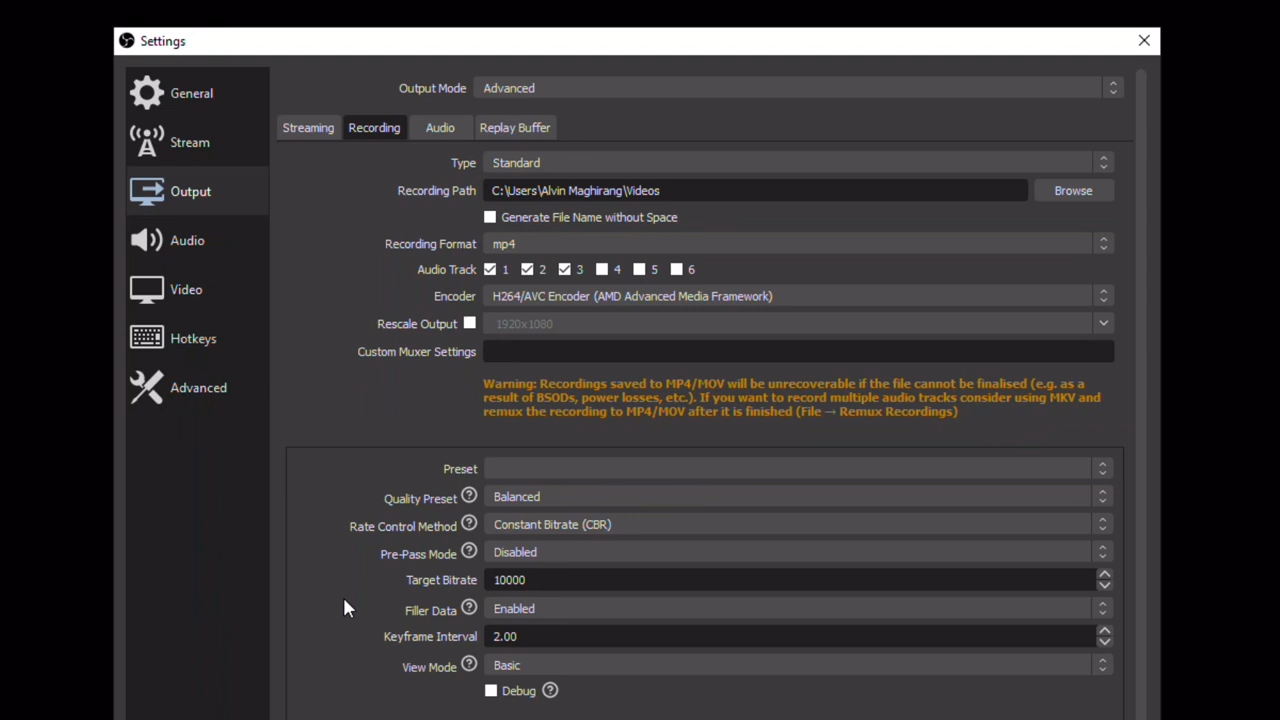 Settings
General
Stream
Output
Audio
Video
Hotkeys
Advanced
Output Mode Advanced
Streaming Recording Audio Replay Buffer
Type Standard
Recording Path C:\Users\Alvin Maghirang\Videos Browse
Generate File Name without Space
Recording Format mp4
Audio Track 1 2 3 4 5 6
Encoder H264/AVC Encoder (AMD Advanced Media Framework)
Rescale Output 1920x1080
Custom Muxer Settings
Warning: Recordings saved to MP4/MOV will be unrecoverable if the file cannot be finalised (e.g. as a
result of BSODs, power losses, etc.). If you want to record multiple audio tracks consider using MKV and
remux the recording to MP4/MOV after it is finished (File → Remux Recordings)
Preset
Quality Preset ? Balanced
Rate Control Method ? Constant Bitrate (CBR)
Pre-Pass Mode ? Disabled
Target Bitrate 10000
Filler Data ? Enabled
Keyframe Interval 2.00
View Mode ? Basic
Debug ?